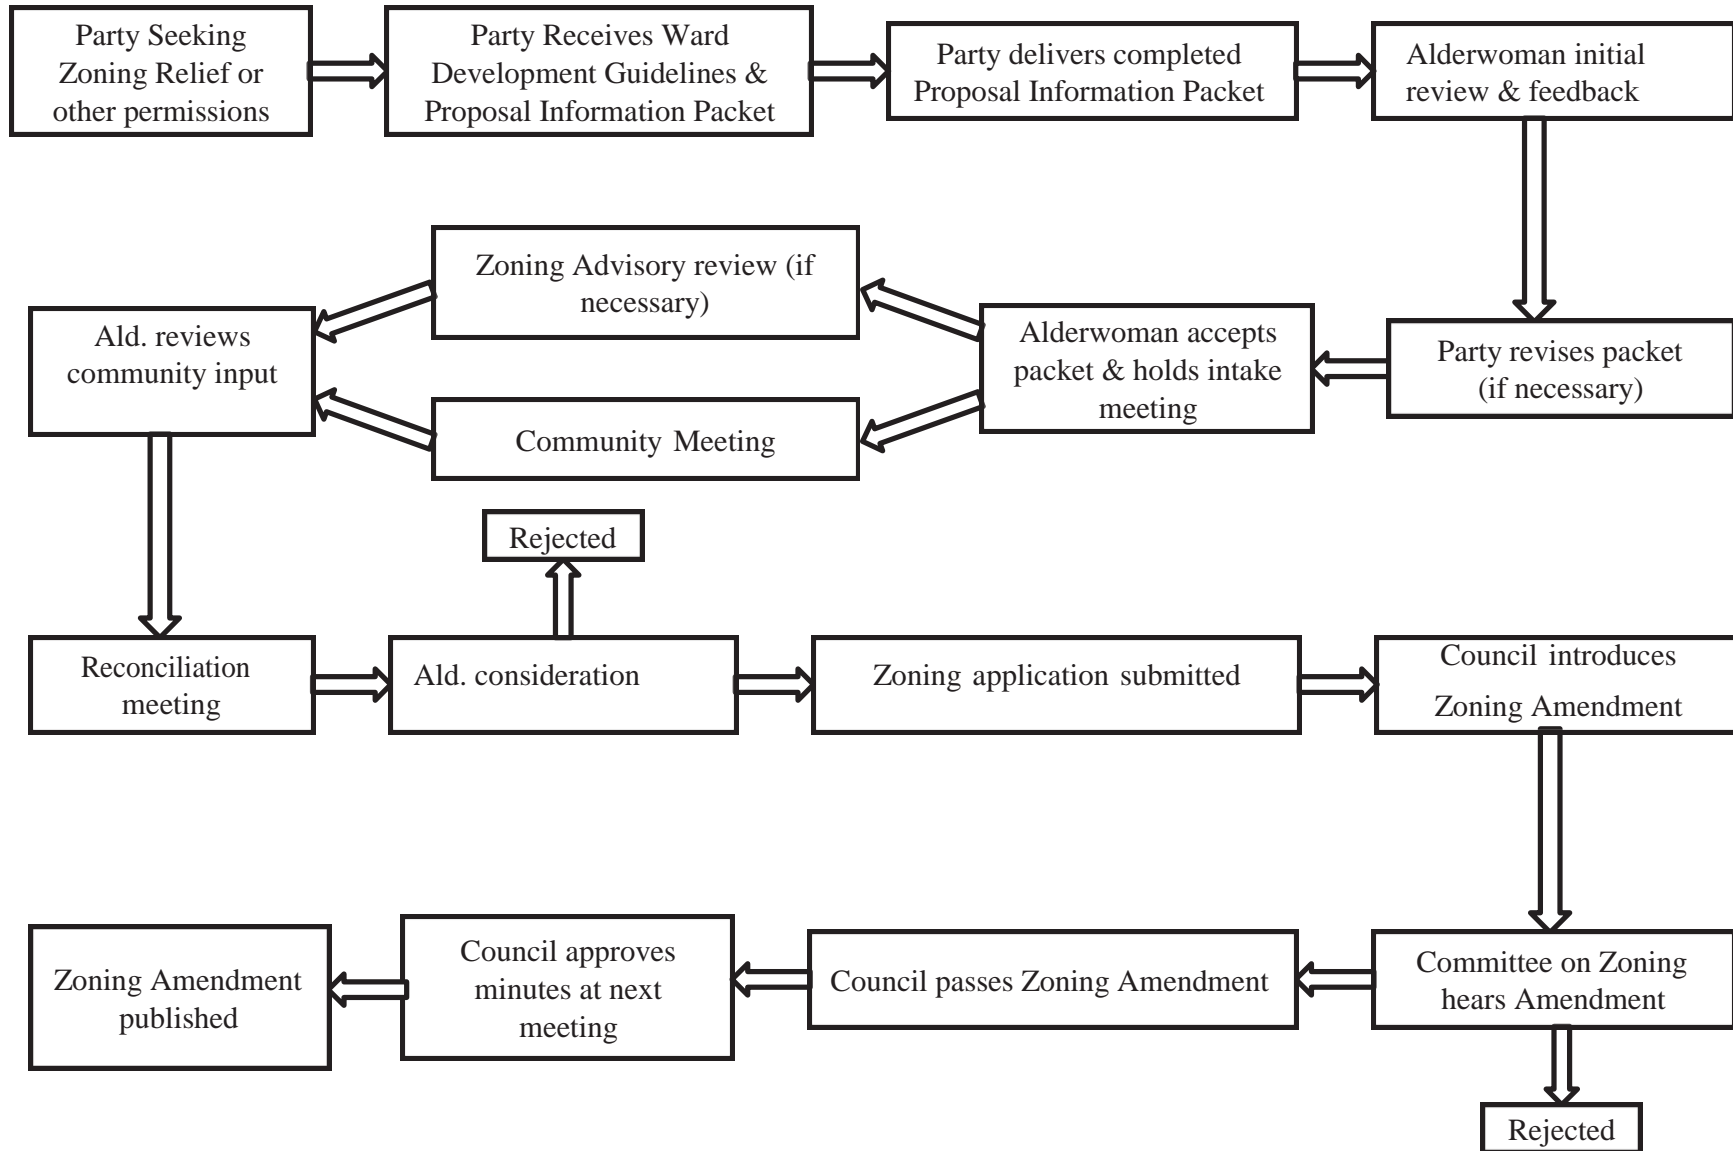 Party Seeking
Zoning Relief or
other permissions
Party Receives Ward
Development Guidelines &
Proposal Information Packet
Party delivers completed
Proposal Information Packet
Alderwoman initial
review & feedback
Zoning Advisory review (if
necessary)
Ald. reviews
community input
Alderwoman accepts
packet & holds intake
meeting
Party revises packet
(if necessary)
Community Meeting
Rejected
Reconciliation
meeting
Ald. consideration
Zoning application submitted
Council introduces
Zoning Amendment
Zoning Amendment
published
Council approves
minutes at next
meeting
Council passes Zoning Amendment
Committee on Zoning
hears Amendment
Rejected